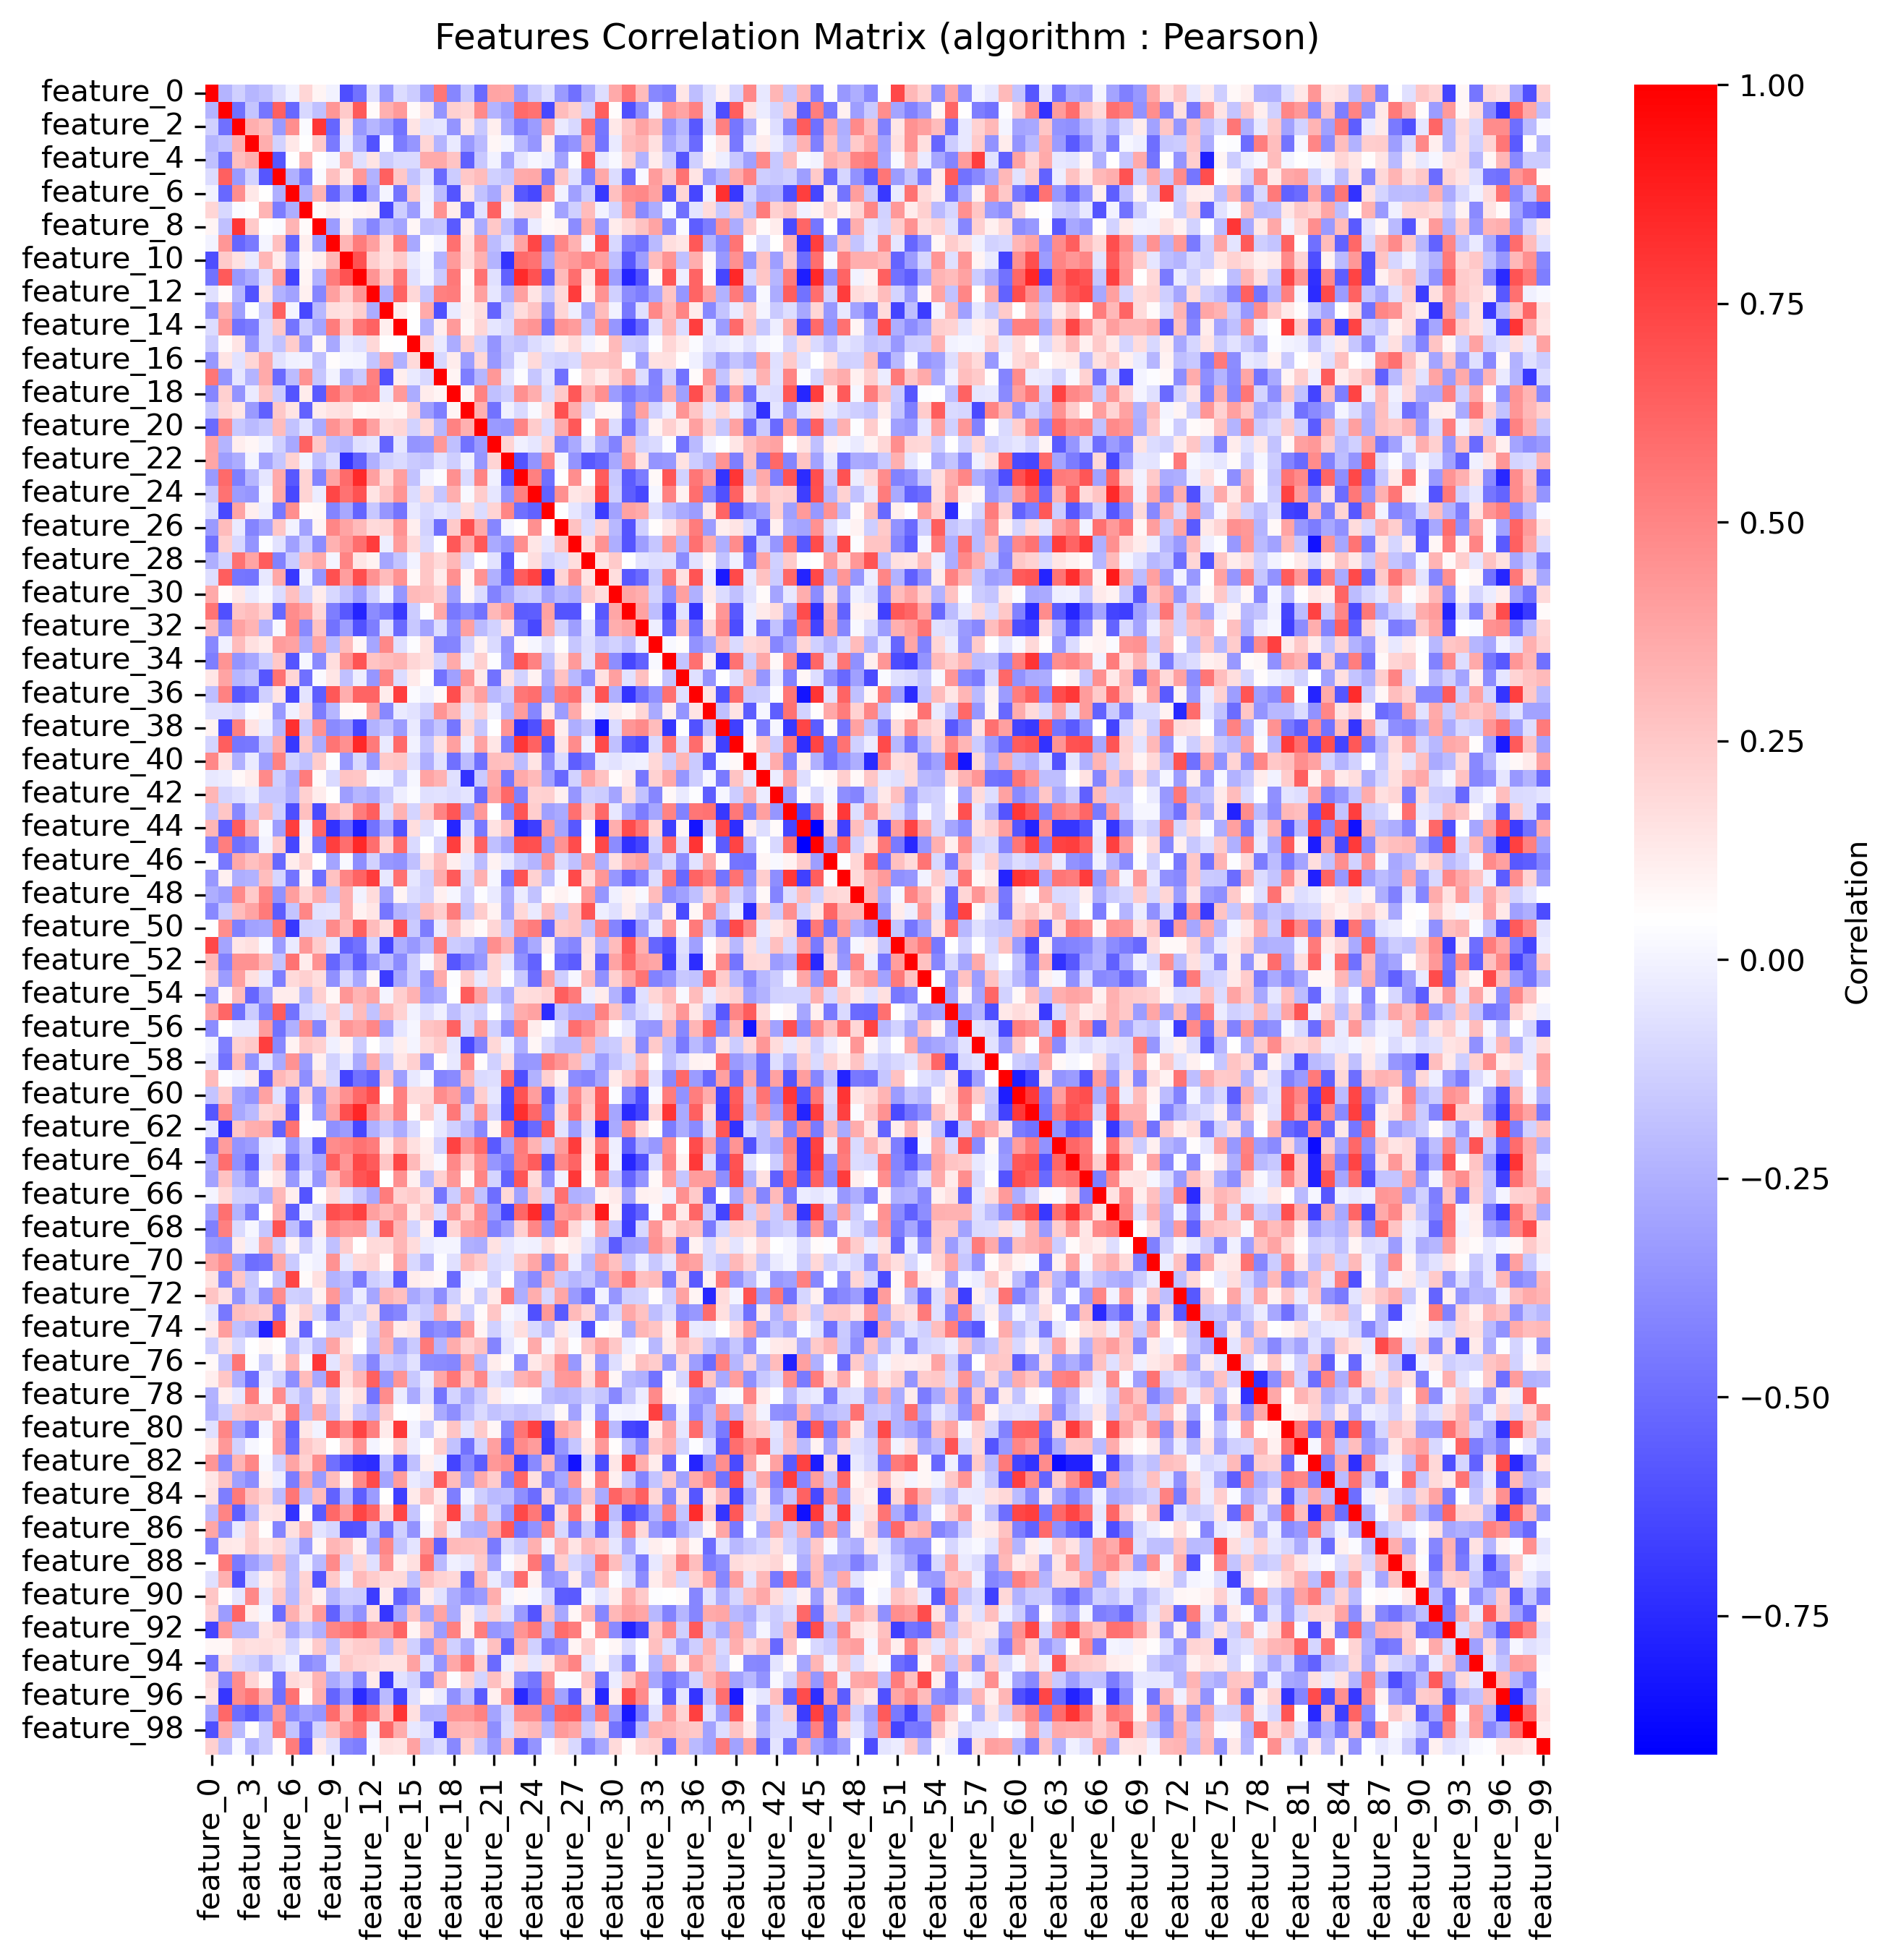 Features Correlation Matrix (algorithm : Pearson)
feature_0
feature_2
feature_4
feature_6
feature_8
feature_10
feature_12
feature_14
feature_16
feature_18
feature_20
feature_22
feature_24
feature_26
feature_28
feature_30
feature_32
feature_34
feature_36
feature_38
feature_40
feature_42
feature_44
feature_46
feature_48
feature_50
feature_52
feature_54
feature_56
feature_58
feature_60
feature_62
feature_64
feature_66
feature_68
feature_70
feature_72
feature_74
feature_76
feature_78
feature_80
feature_82
feature_84
feature_86
feature_88
feature_90
feature_92
feature_94
feature_96
feature_98
feature_0
feature_3
feature_6
feature_9
feature_12
feature_15
feature_18
feature_21
feature_24
feature_27
feature_30
feature_33
feature_36
feature_39
feature_42
feature_45
feature_48
feature_51
feature_54
feature_57
feature_60
feature_63
feature_66
feature_69
feature_72
feature_75
feature_78
feature_81
feature_84
feature_87
feature_90
feature_93
feature_96
feature_99
1.00
0.75
0.50
0.25
0.00
−0.25
−0.50
−0.75
Correlation